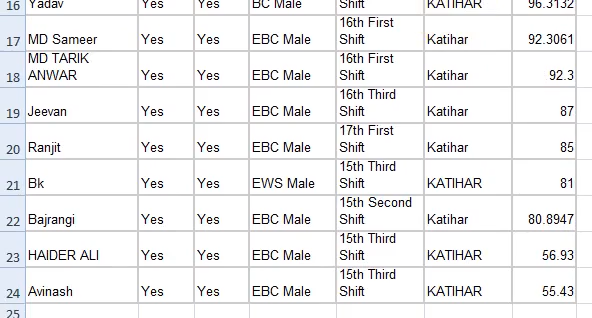 16 Yadav Yes Yes BC Male Shift KATIHAR 96.3132
16th First
17 MD Sameer Yes Yes EBC Male Shift Katihar 92.3061
MD TARIK 16th First
18 ANWAR Yes Yes EBC Male Shift Katihar 92.3
16th Third
19 Jeevan Yes Yes EBC Male Shift Katihar 87
17th First
20 Ranjit Yes Yes EBC Male Shift Katihar 85
15th Third
21 Bk Yes Yes EWS Male Shift KATIHAR 81
15th Second
22 Bajrangi Yes Yes EBC Male Shift Katihar 80.8947
15th Third
23 HAIDER ALI Yes Yes EBC Male Shift KATIHAR 56.93
15th Third
24 Avinash Yes Yes EBC Male Shift KATIHAR 55.43
25